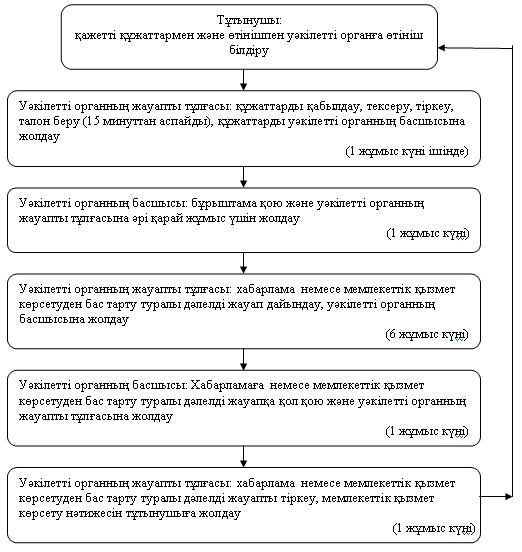 Тұтынушы:
қажетті құжаттармен және өтінішпен уәкілетті органға өтініш
білдіру
Уәкілетті органның жауапты тұлғасы: құжаттарды қабылдау, тексеру, тіркеу,
талон беру (15 минуттан аспайды), құжаттарды уәкілетті органның басшысына
жолдау
(1 жұмыс күні ішінде)
Уәкілетті органның басшысы: бұрыштама қою және уәкілетті органның
жауапты тұлғасына әрі қарай жұмыс үшін жолдау
(1 жұмыс күні)
Уәкілетті органның жауапты тұлғасы: хабарлама немесе мемлекеттік қызмет
көрсетуден бас тарту туралы дәлелді жауап дайындау, уәкілетті органның
басшысына жолдау
(6 жұмыс күні)
Уәкілетті органның басшысы: Хабарламаға немесе мемлекеттік қызмет
көрсетуден бас тарту туралы дәлелді жауапқа қол қою және уәкілетті органның
жауапты тұлғасына жолдау
(1 жұмыс күні)
Уәкілетті органның жауапты тұлғасы: хабарлама немесе мемлекеттік қызмет
көрсетуден бас тарту туралы дәлелді жауапты тіркеу, мемлекеттік қызмет
көрсету нәтижесін тұтынушыға жолдау
(1 жұмыс күні)